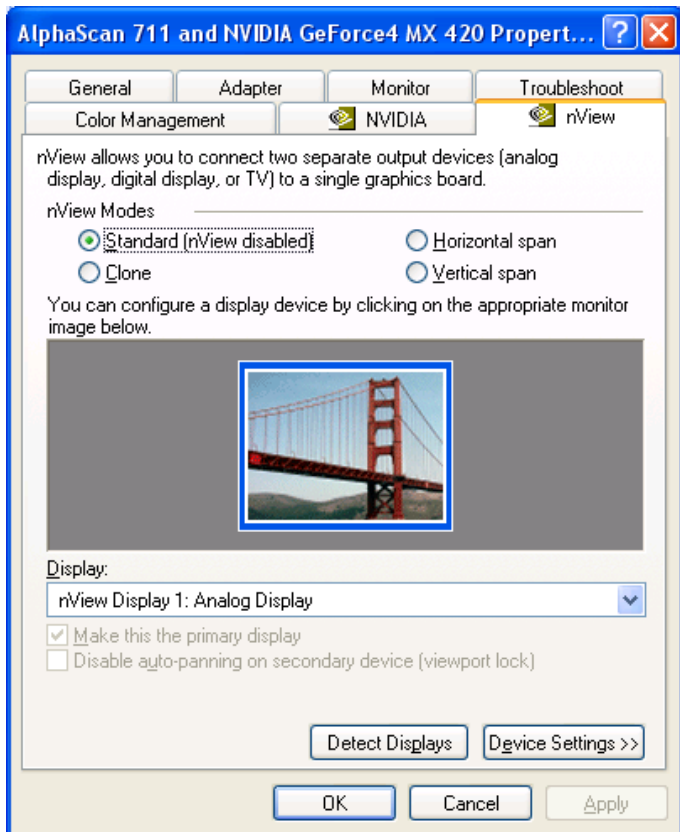 AlphaScan 711 and NVIDIA GeForce4 MX 420 Propert...
General Adapter Monitor Troubleshoot
Color Management NVIDIA nView
nView allows you to connect two separate output devices (analog
display, digital display, or TV) to a single graphics board.
nView Modes
Standard (nView disabled) Horizontal span
Clone Vertical span
You can configure a display device by clicking on the appropriate monitor
image below.
Display:
nView Display 1: Analog Display
Make this the primary display
Disable auto-panning on secondary device (viewport lock)
Detect Displays Device Settings >>
OK Cancel Apply